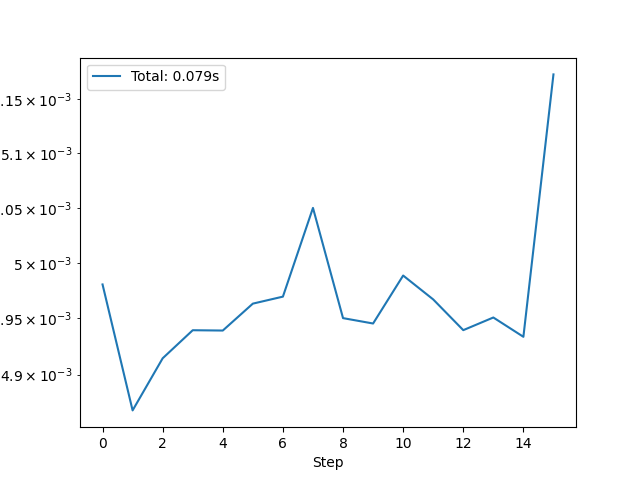 Total: 0.079s
.15 × 10⁻³
5.1 × 10⁻³
.05 × 10⁻³
5 × 10⁻³
.95 × 10⁻³
4.9 × 10⁻³
0 2 4 6 8 10 12 14
Step